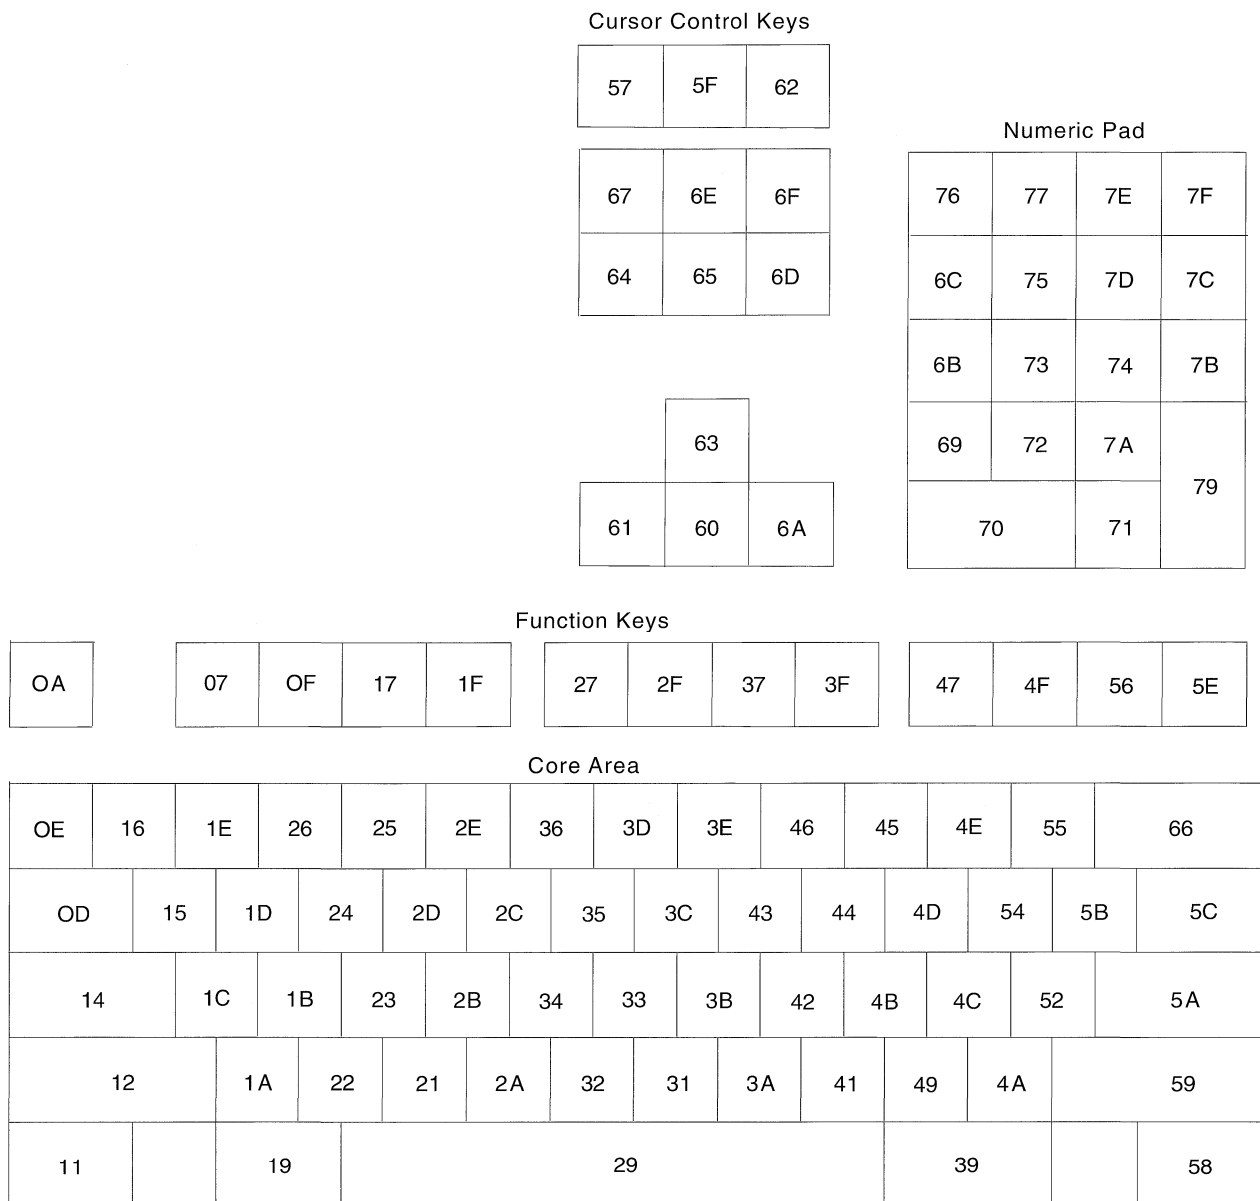 Cursor Control Keys
57 5F 62
Numeric Pad
67 6E 6F
76 77 7E 7F
64 65 6D
6C 75 7D 7C
6B 73 74 7B
63
69 72 7A
79
61 60 6A
70 71
Function Keys
OA 07 OF 17 1F 27 2F 37 3F 47 4F 56 5E
Core Area
OE 16 1E 26 25 2E 36 3D 3E 46 45 4E 55 66
OD 15 1D 24 2D 2C 35 3C 43 44 4D 54 5B 5C
14 1C 1B 23 2B 34 33 3B 42 4B 4C 52 5A
12 1A 22 21 2A 32 31 3A 41 49 4A 59
11 19 29 39 58